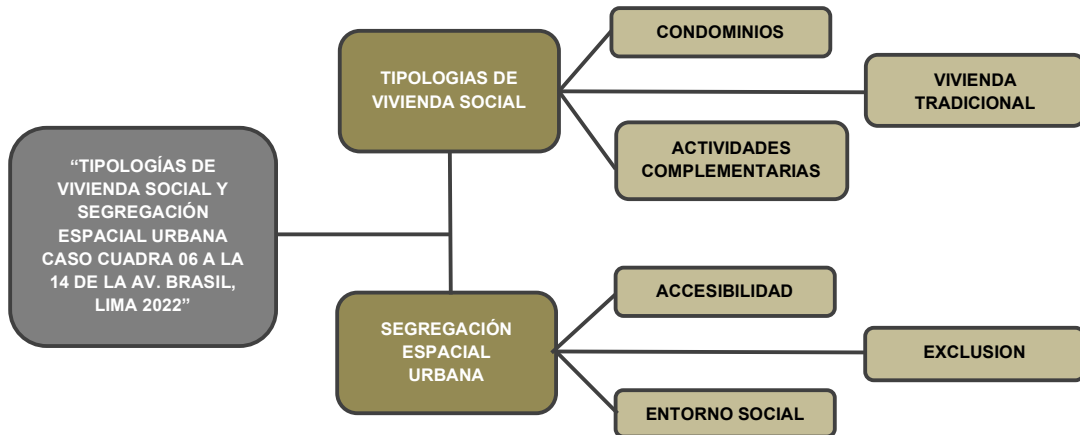 “TIPOLOGÍAS DE
VIVIENDA SOCIAL Y
SEGREGACIÓN
ESPACIAL URBANA
CASO CUADRA 06 A LA
14 DE LA AV. BRASIL,
LIMA 2022”
TIPOLOGIAS DE
VIVIENDA SOCIAL
CONDOMINIOS
VIVIENDA
TRADICIONAL
ACTIVIDADES
COMPLEMENTARIAS
SEGREGACIÓN
ESPACIAL
URBANA
ACCESIBILIDAD
EXCLUSION
ENTORNO SOCIAL